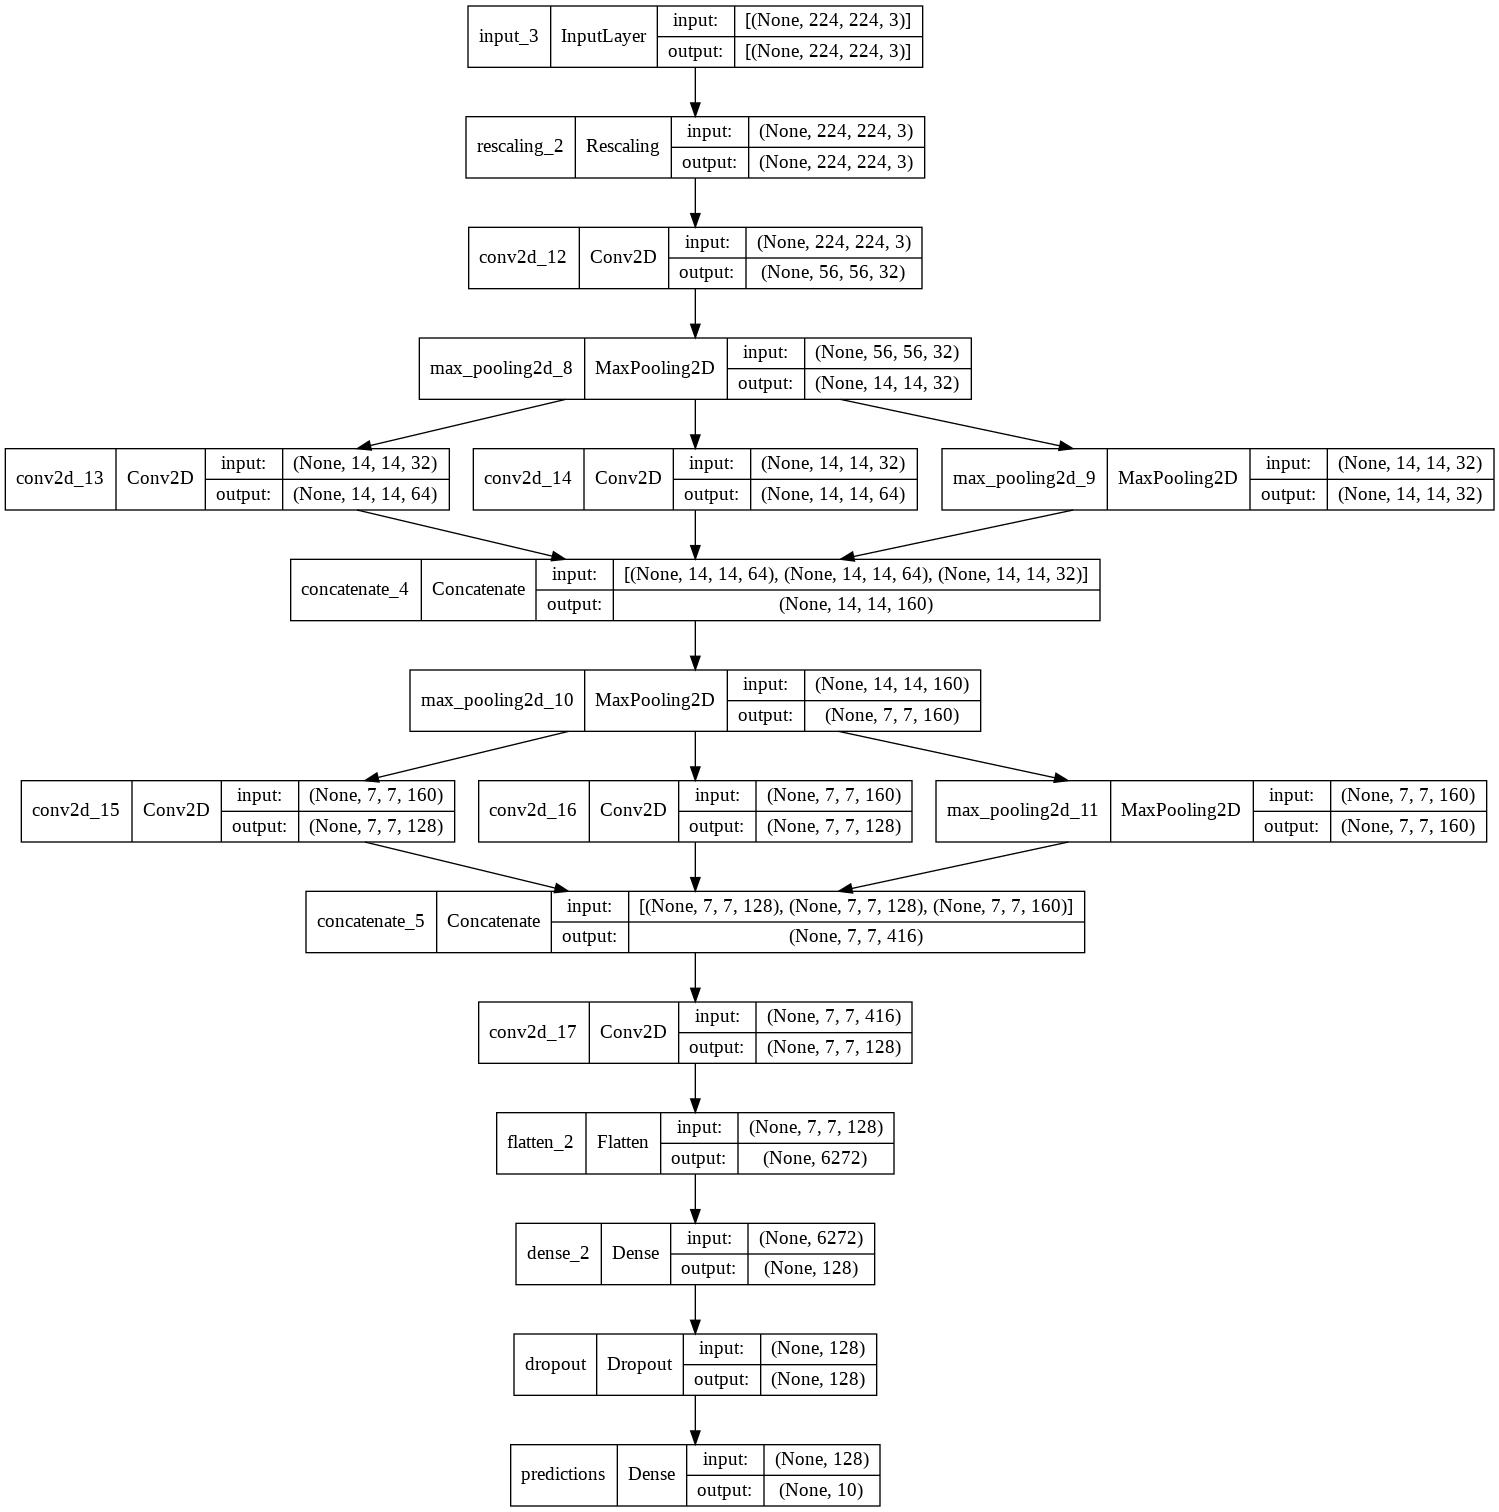 input_3 InputLayer input: [(None, 224, 224, 3)]
output: [(None, 224, 224, 3)]
rescaling_2 Rescaling input: (None, 224, 224, 3)
output: (None, 224, 224, 3)
conv2d_12 Conv2D input: (None, 224, 224, 3)
output: (None, 56, 56, 32)
max_pooling2d_8 MaxPooling2D input: (None, 56, 56, 32)
output: (None, 14, 14, 32)
conv2d_13 Conv2D input: (None, 14, 14, 32)
output: (None, 14, 14, 64)
conv2d_14 Conv2D input: (None, 14, 14, 32)
output: (None, 14, 14, 64)
max_pooling2d_9 MaxPooling2D input: (None, 14, 14, 32)
output: (None, 14, 14, 32)
concatenate_4 Concatenate input: [(None, 14, 14, 64), (None, 14, 14, 64), (None, 14, 14, 32)]
output: (None, 14, 14, 160)
max_pooling2d_10 MaxPooling2D input: (None, 14, 14, 160)
output: (None, 7, 7, 160)
conv2d_15 Conv2D input: (None, 7, 7, 160)
output: (None, 7, 7, 128)
conv2d_16 Conv2D input: (None, 7, 7, 160)
output: (None, 7, 7, 128)
max_pooling2d_11 MaxPooling2D input: (None, 7, 7, 160)
output: (None, 7, 7, 160)
concatenate_5 Concatenate input: [(None, 7, 7, 128), (None, 7, 7, 128), (None, 7, 7, 160)]
output: (None, 7, 7, 416)
conv2d_17 Conv2D input: (None, 7, 7, 416)
output: (None, 7, 7, 128)
flatten_2 Flatten input: (None, 7, 7, 128)
output: (None, 6272)
dense_2 Dense input: (None, 6272)
output: (None, 128)
dropout Dropout input: (None, 128)
output: (None, 128)
predictions Dense input: (None, 128)
output: (None, 10)